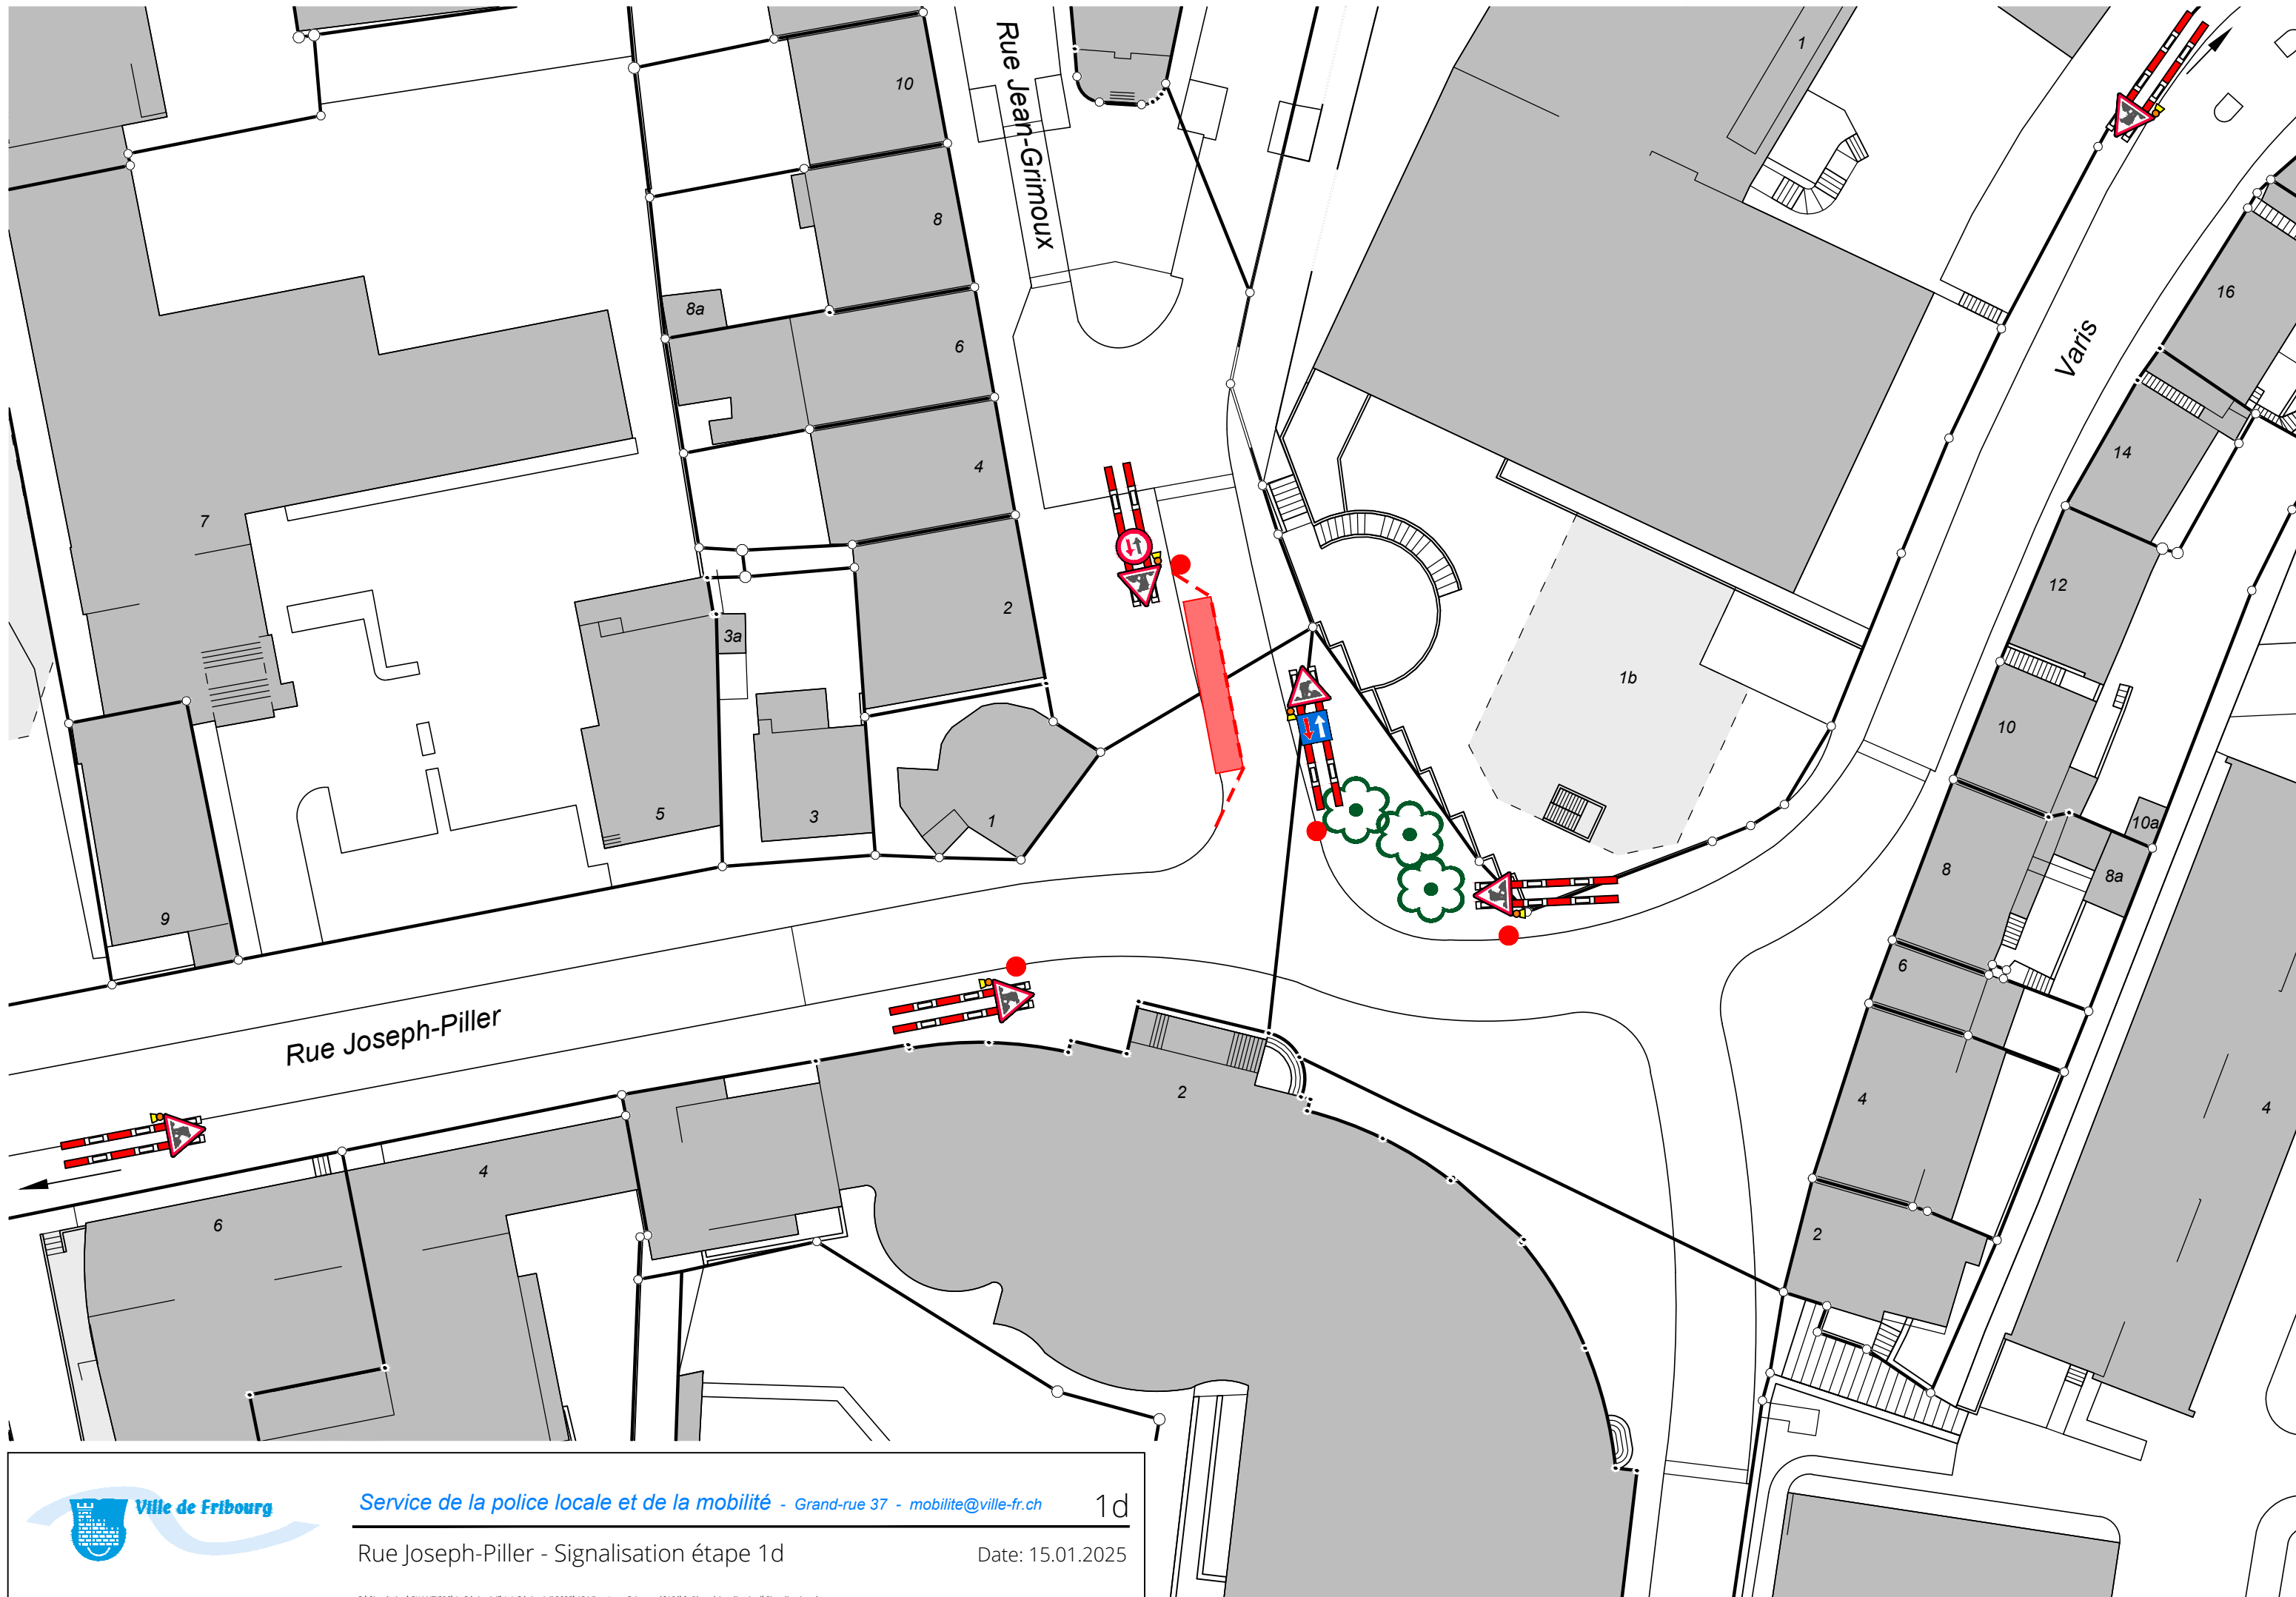 Rue Jean-Grimoux
Varis
Rue Joseph-Piller
10
8
8a
6
4
2
7
3a
5
3
1
9
1
1b
16
14
12
10
10a
8
8a
6
4
2
4
2
4
6
Ville de Fribourg
Service de la police locale et de la mobilité - Grand-rue 37 - mobilite@ville-fr.ch
1d
Rue Joseph-Piller - Signalisation étape 1d
Date: 15.01.2025